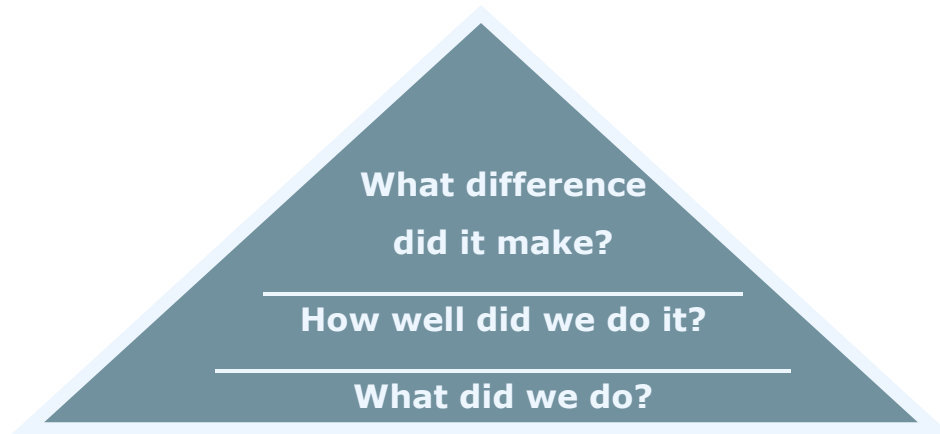 What difference
did it make?
How well did we do it?
What did we do?